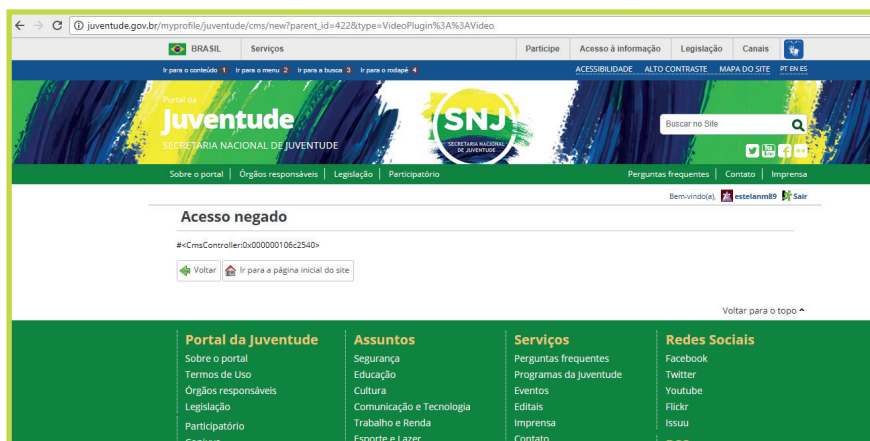 juventude.gov.br/myprofile/juventude/cms/new?parent_id=422&type=VideoPlugin%3A%3AVideo
BRASIL Serviços Participe Acesso à informação Legislação Canais
Ir para o conteúdo 1 Ir para o menu 2 Ir para a busca 3 Ir para o rodapé 4 ACESSIBILIDADE ALTO CONTRASTE MAPA DO SITE PT EN ES
Portal da
Juventude
SECRETARIA NACIONAL DE JUVENTUDE
SNJ
SECRETARIA NACIONAL
DE JUVENTUDE
Buscar no Site
You Tube
Sobre o portal Órgãos responsáveis Legislação Participatório Perguntas frequentes Contato Imprensa
Bem-vindo(a), estelanm89 Sair
Acesso negado
#<CmsController:0x000000106c2540>
Voltar Ir para a página inicial do site
Voltar para o topo
Portal da Juventude Assuntos Serviços Redes Sociais
Sobre o portal Segurança Perguntas frequentes Facebook
Termos de Uso Educação Programas da Juventude Twitter
Órgãos responsáveis Cultura Eventos Youtube
Legislação Comunicação e Tecnologia Editais Flickr
Participatório Trabalho e Renda Imprensa Issuu
Esporte e Lazer Contato